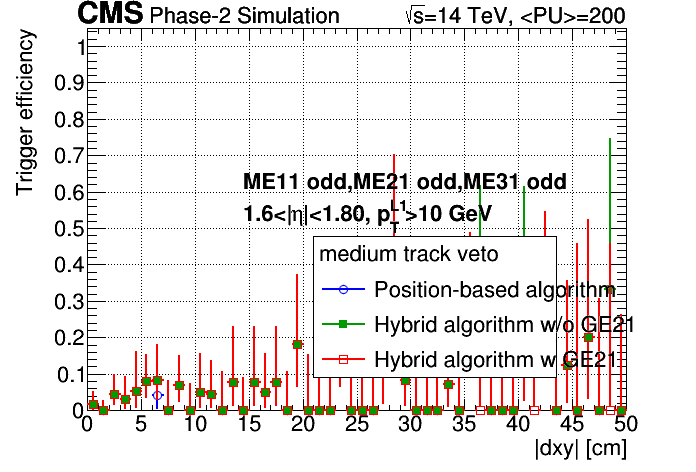 CMS Phase-2 Simulation √s=14 TeV, <PU>=200
Trigger efficiency
1
0.9
0.8
0.7
0.6
0.5
0.4
0.3
0.2
0.1
0
ME11 odd,ME21 odd,ME31 odd
1.6<|η|<1.80, p_T^L1>10 GeV
medium track veto
Position-based algorithm
Hybrid algorithm w/o GE21
Hybrid algorithm w GE21
0 5 10 15 20 25 30 35 40 45 50
|dxy| [cm]